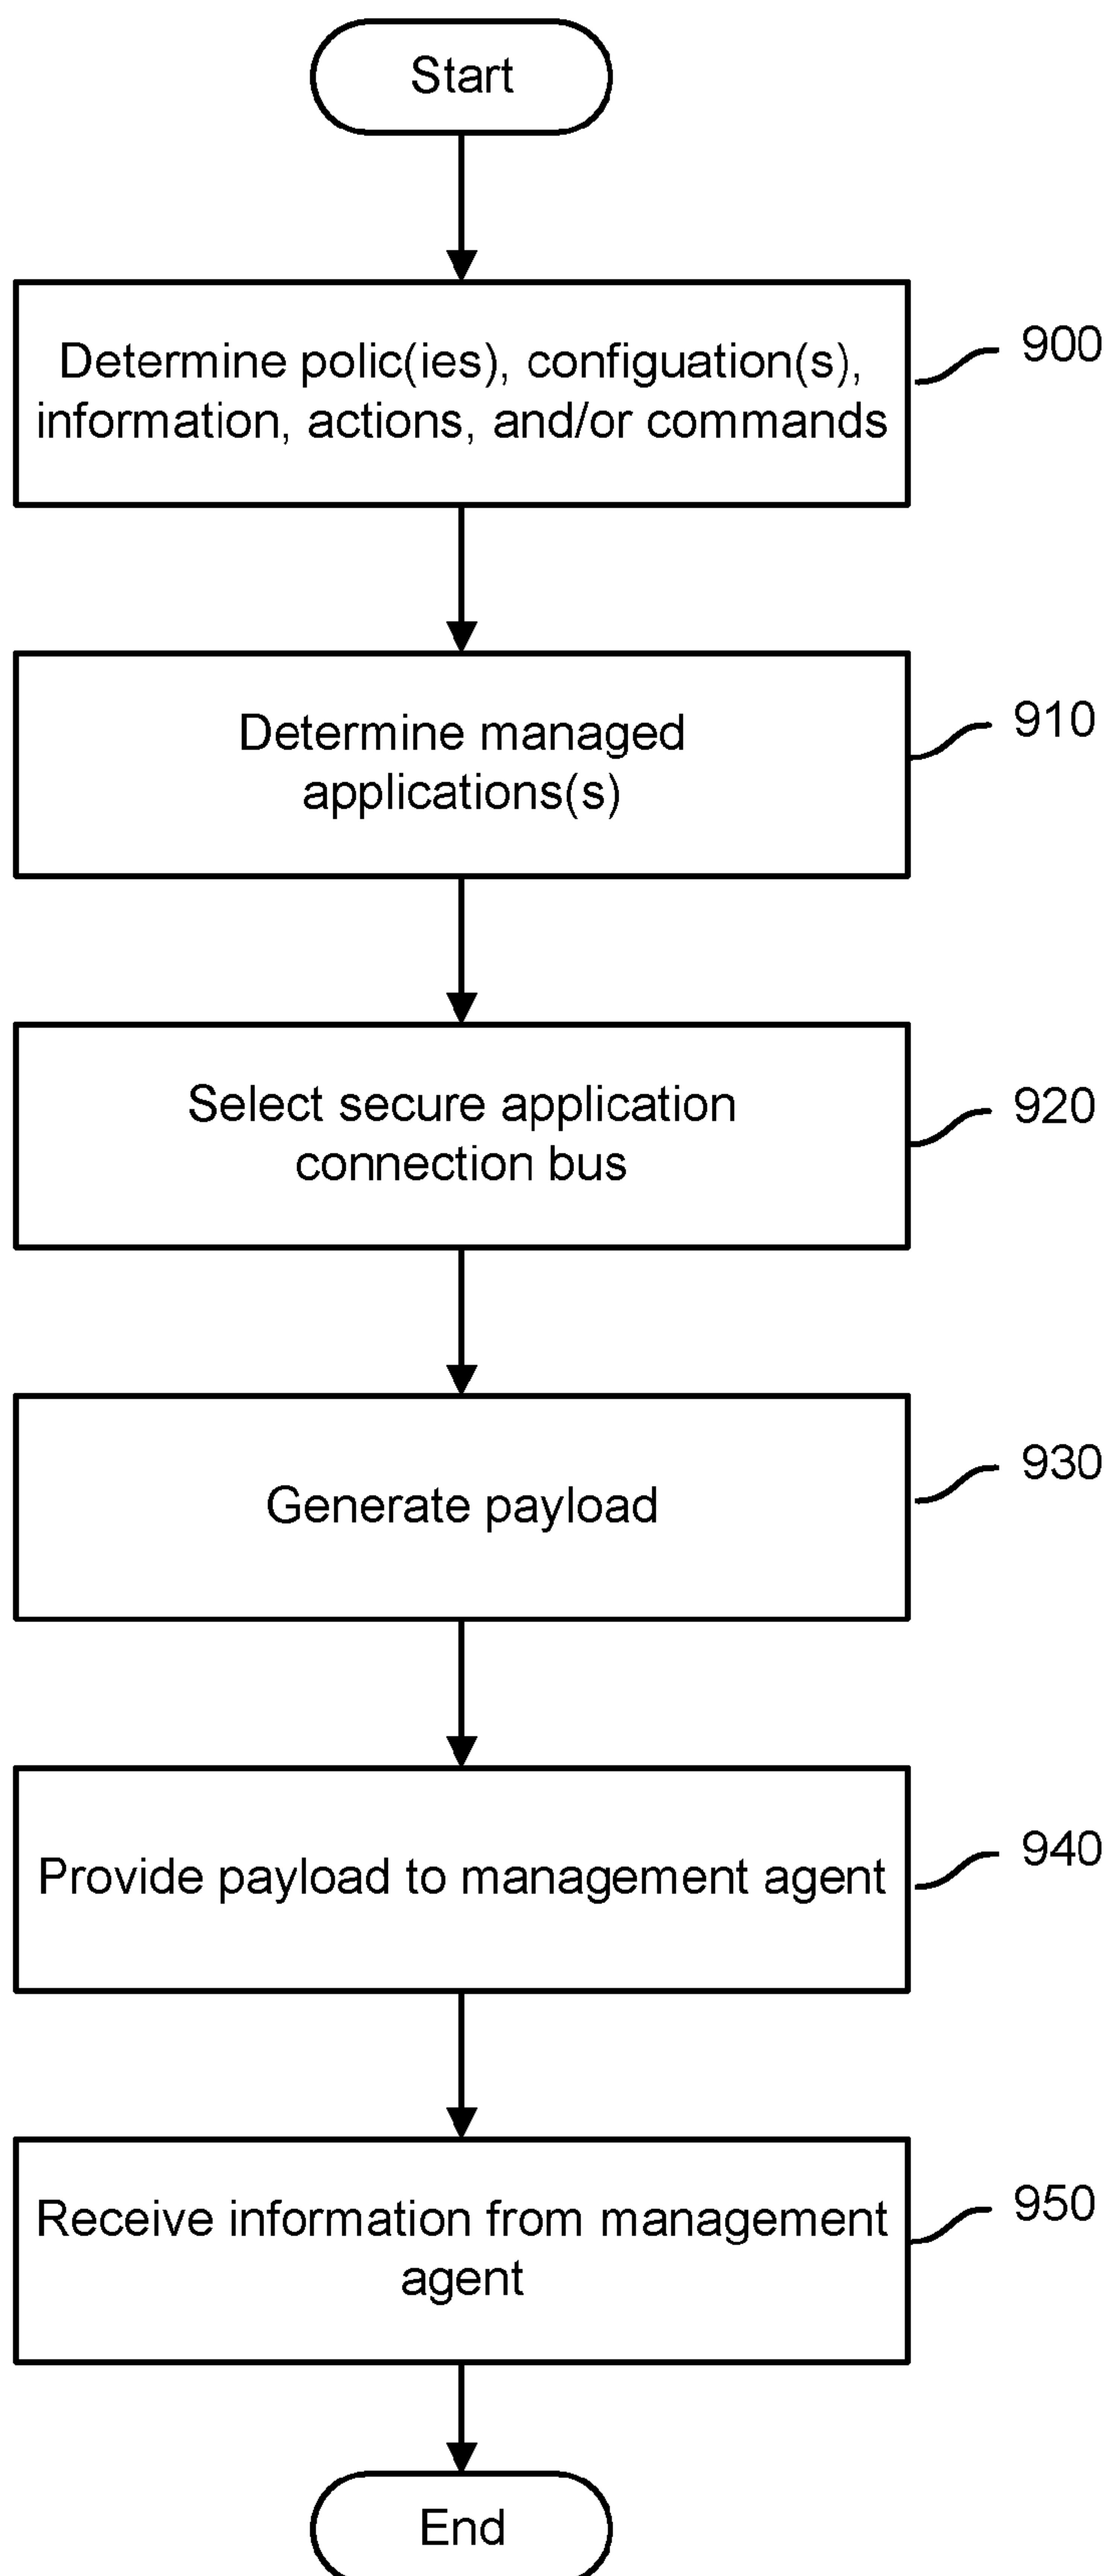 Start
Determine polic(ies), configuation(s),
information, actions, and/or commands
900
Determine managed
applications(s)
910
Select secure application
connection bus
920
Generate payload
930
Provide payload to management agent
940
Receive information from management
agent
950
End